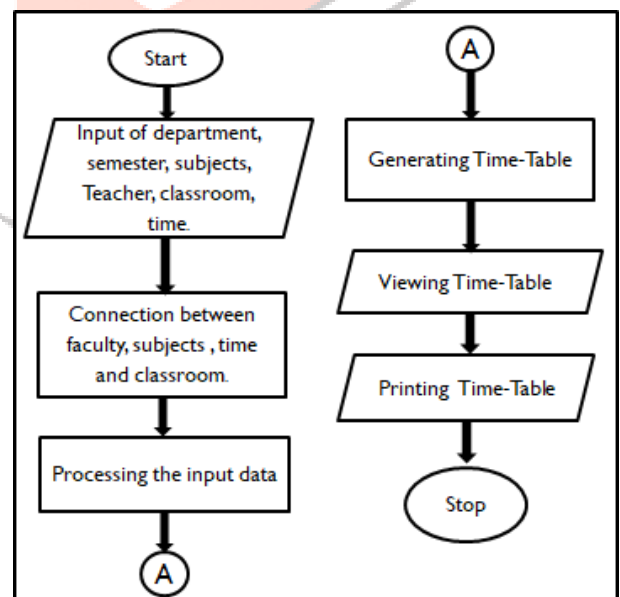 Start
Input of department,
semester, subjects,
Teacher, classroom,
time.
Connection between
faculty, subjects , time
and classroom.
Processing the input data
A
A
Generating Time-Table
Viewing Time-Table
Printing Time-Table
Stop